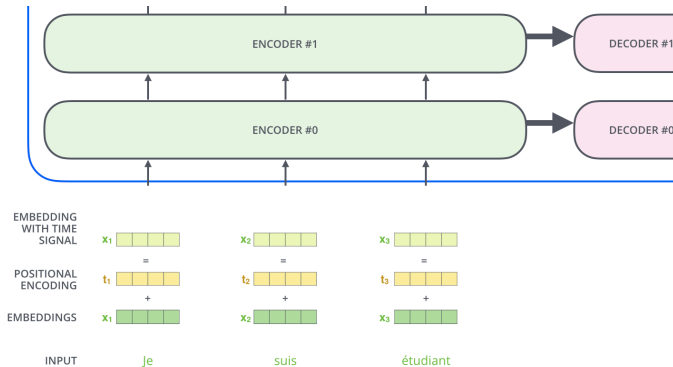 ENCODER #1
DECODER #1
ENCODER #0
DECODER #0
EMBEDDING
WITH TIME
SIGNAL
x1
x2
x3
=
=
=
POSITIONAL
ENCODING
t1
t2
t3
+
+
+
EMBEDDINGS
x1
x2
x3
INPUT
Je
suis
étudiant